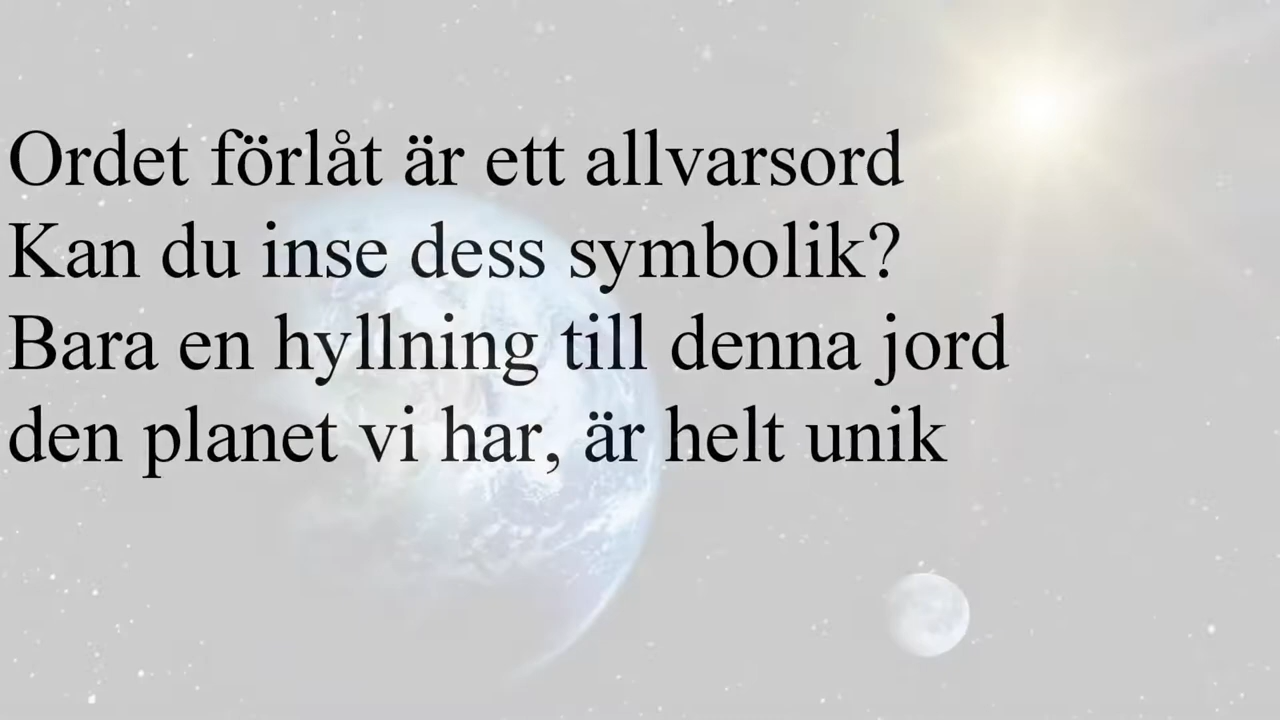 Ordet förlåt är ett allvarsord
Kan du inse dess symbolik?
Bara en hyllning till denna jord
den planet vi har, är helt unik